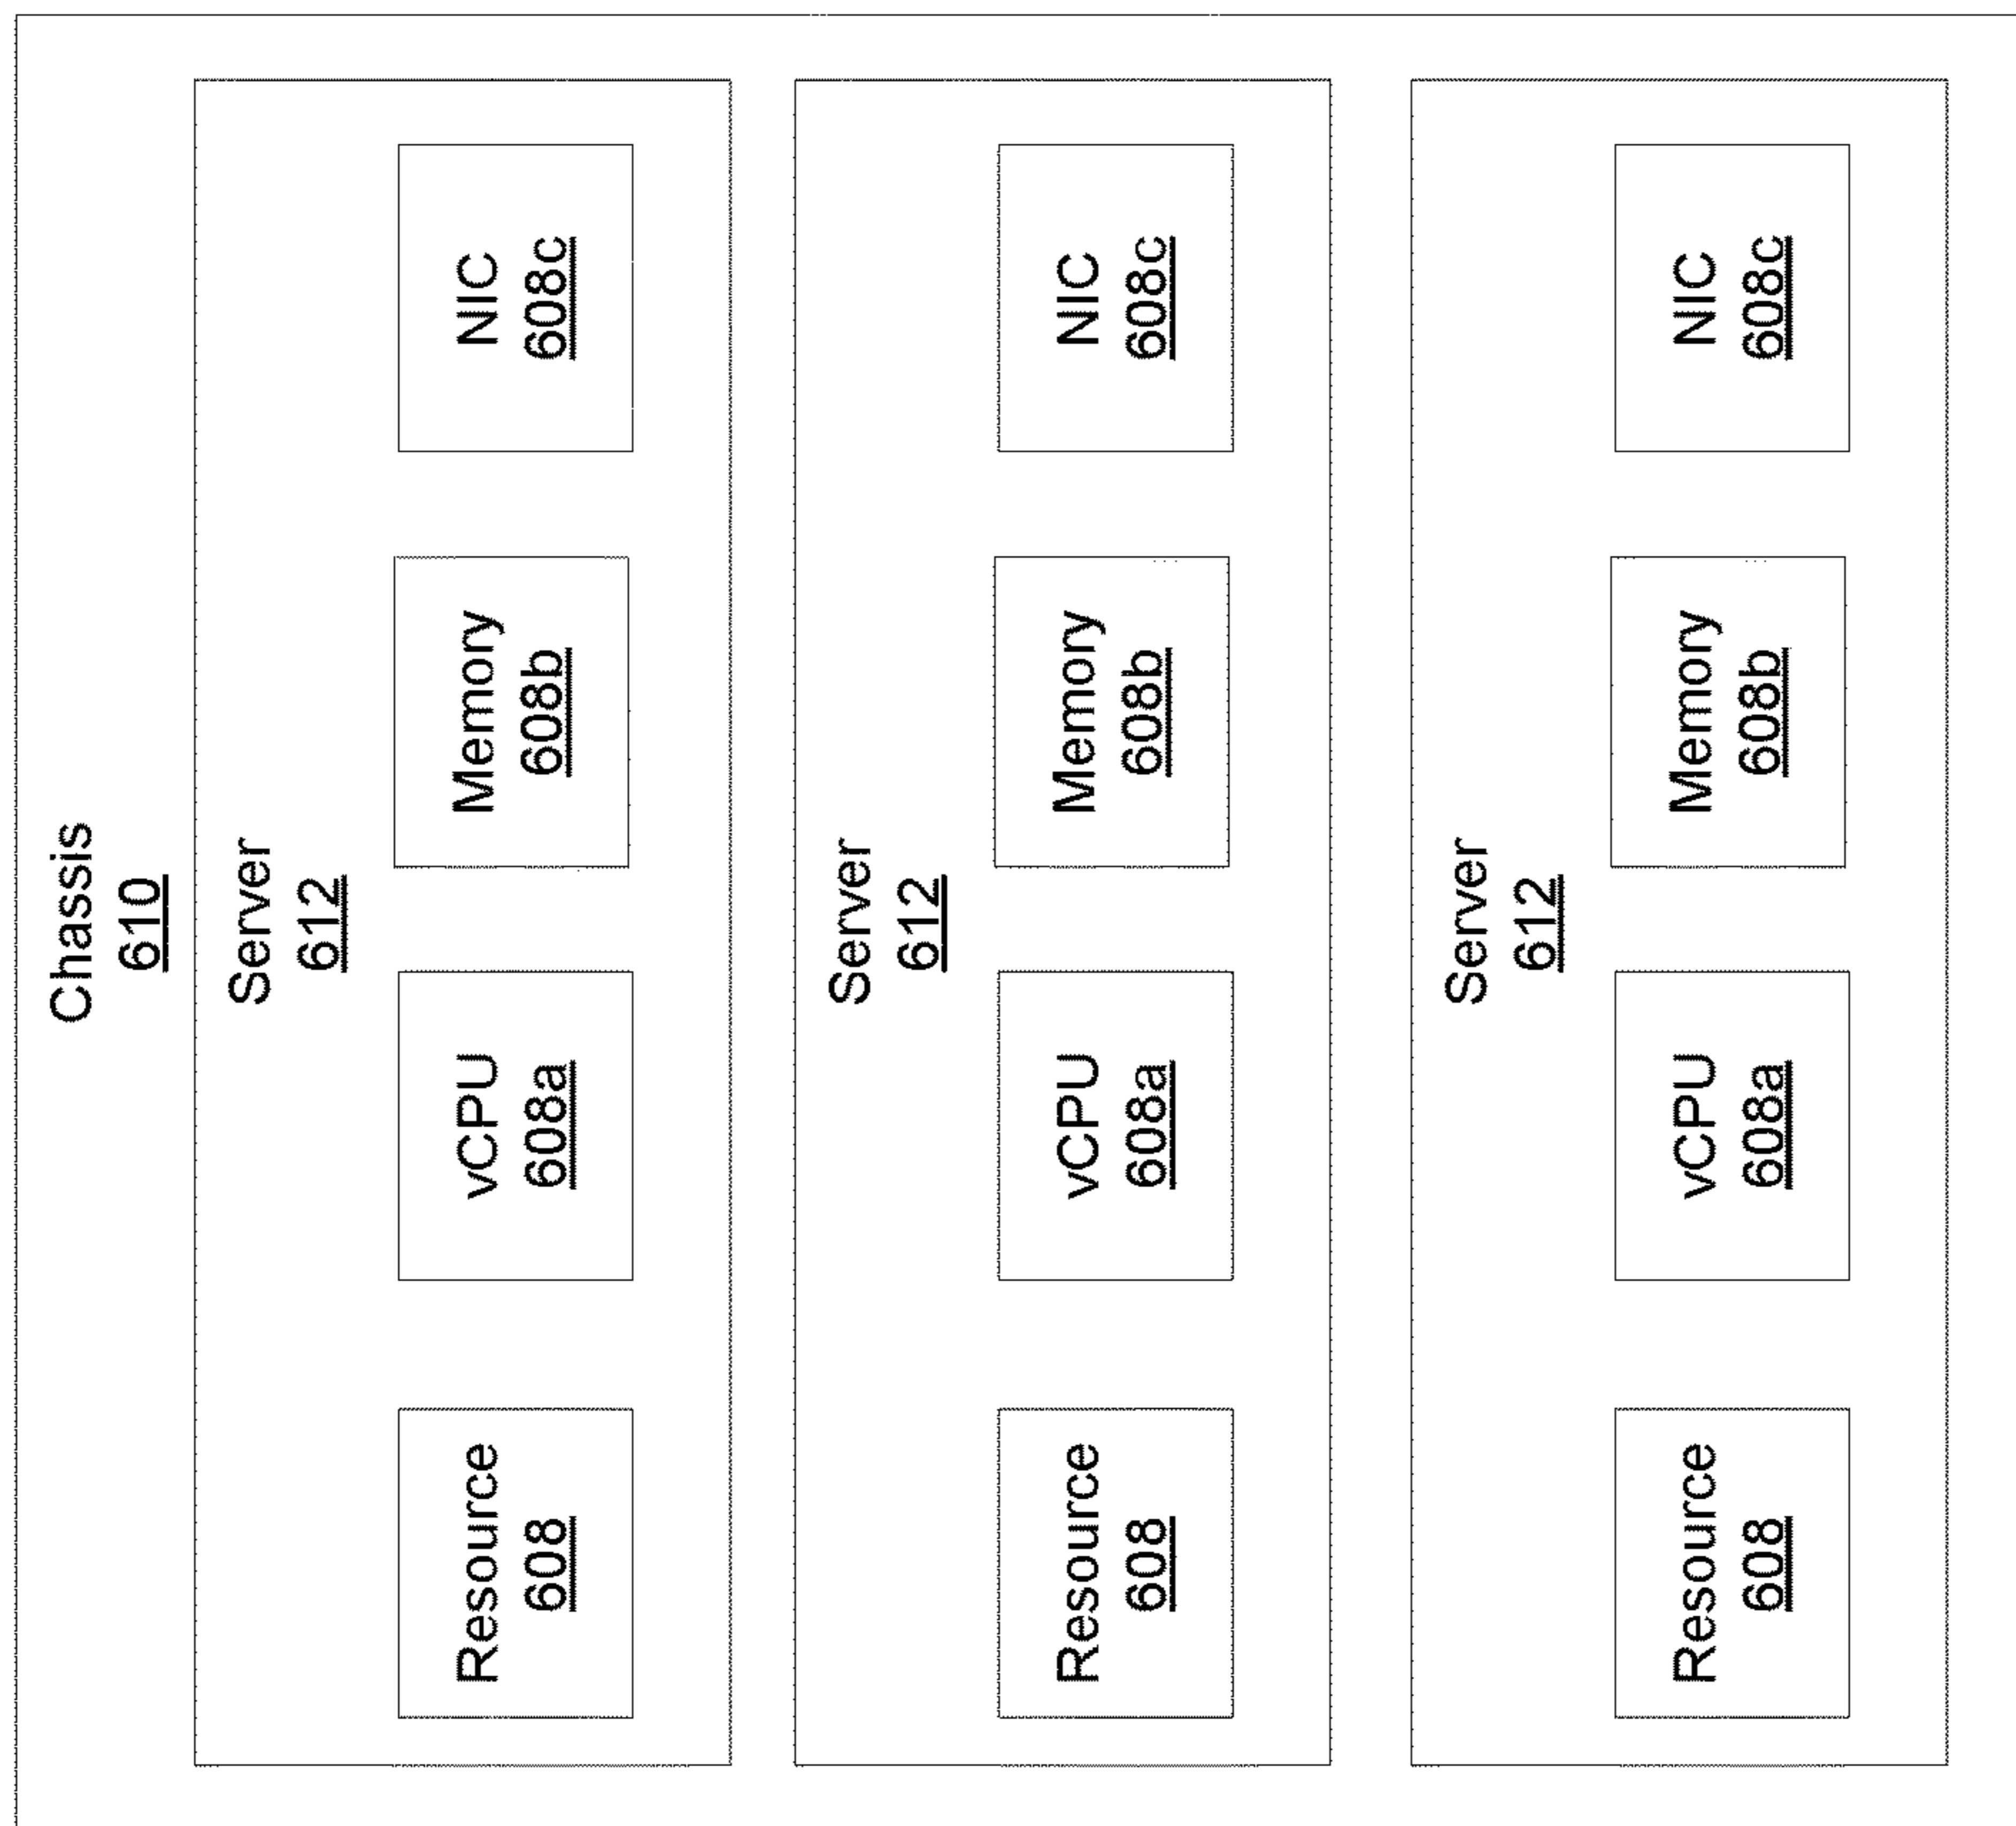 Chassis
610
Server
612
Resource
608
vCPU
608a
Memory
608b
NIC
608c
Server
612
Resource
608
vCPU
608a
Memory
608b
NIC
608c
Server
612
Resource
608
vCPU
608a
Memory
608b
NIC
608c